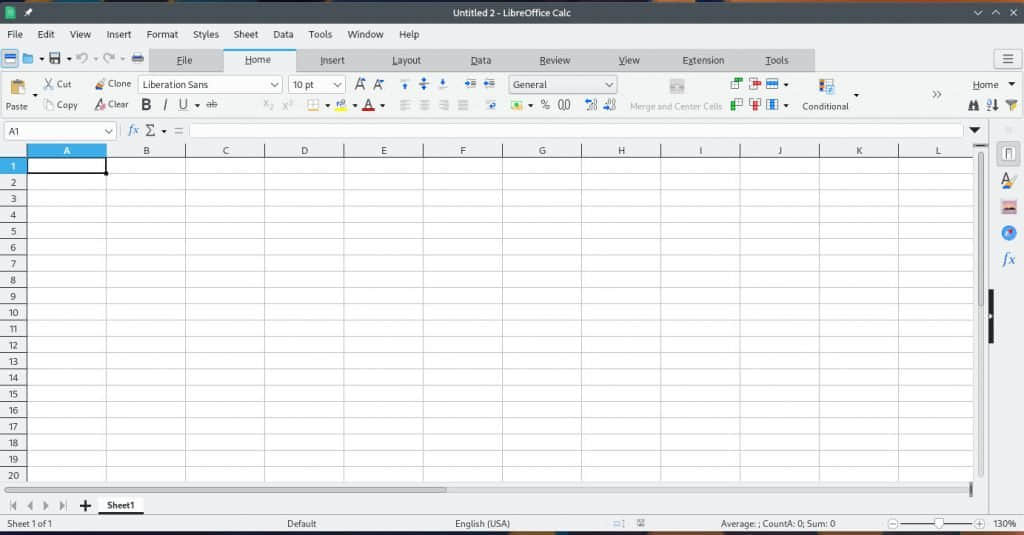 Untitled 2 - LibreOffice Calc
File Edit View Insert Format Styles Sheet Data Tools Window Help
File Home Insert Layout Data Review View Extension Tools
Cut Clone Liberation Sans 10 pt General Home
Paste Copy Clear B I U ab Merge and Center Cells Conditional
A1 fx Σ =
A B C D E F G H I J K L
1
2
3
4
5
6
7
8
9
10
11
12
13
14
15
16
17
18
19
20
Sheet1
Sheet 1 of 1 Default English (USA) Average: ; CountA: 0; Sum: 0 130%